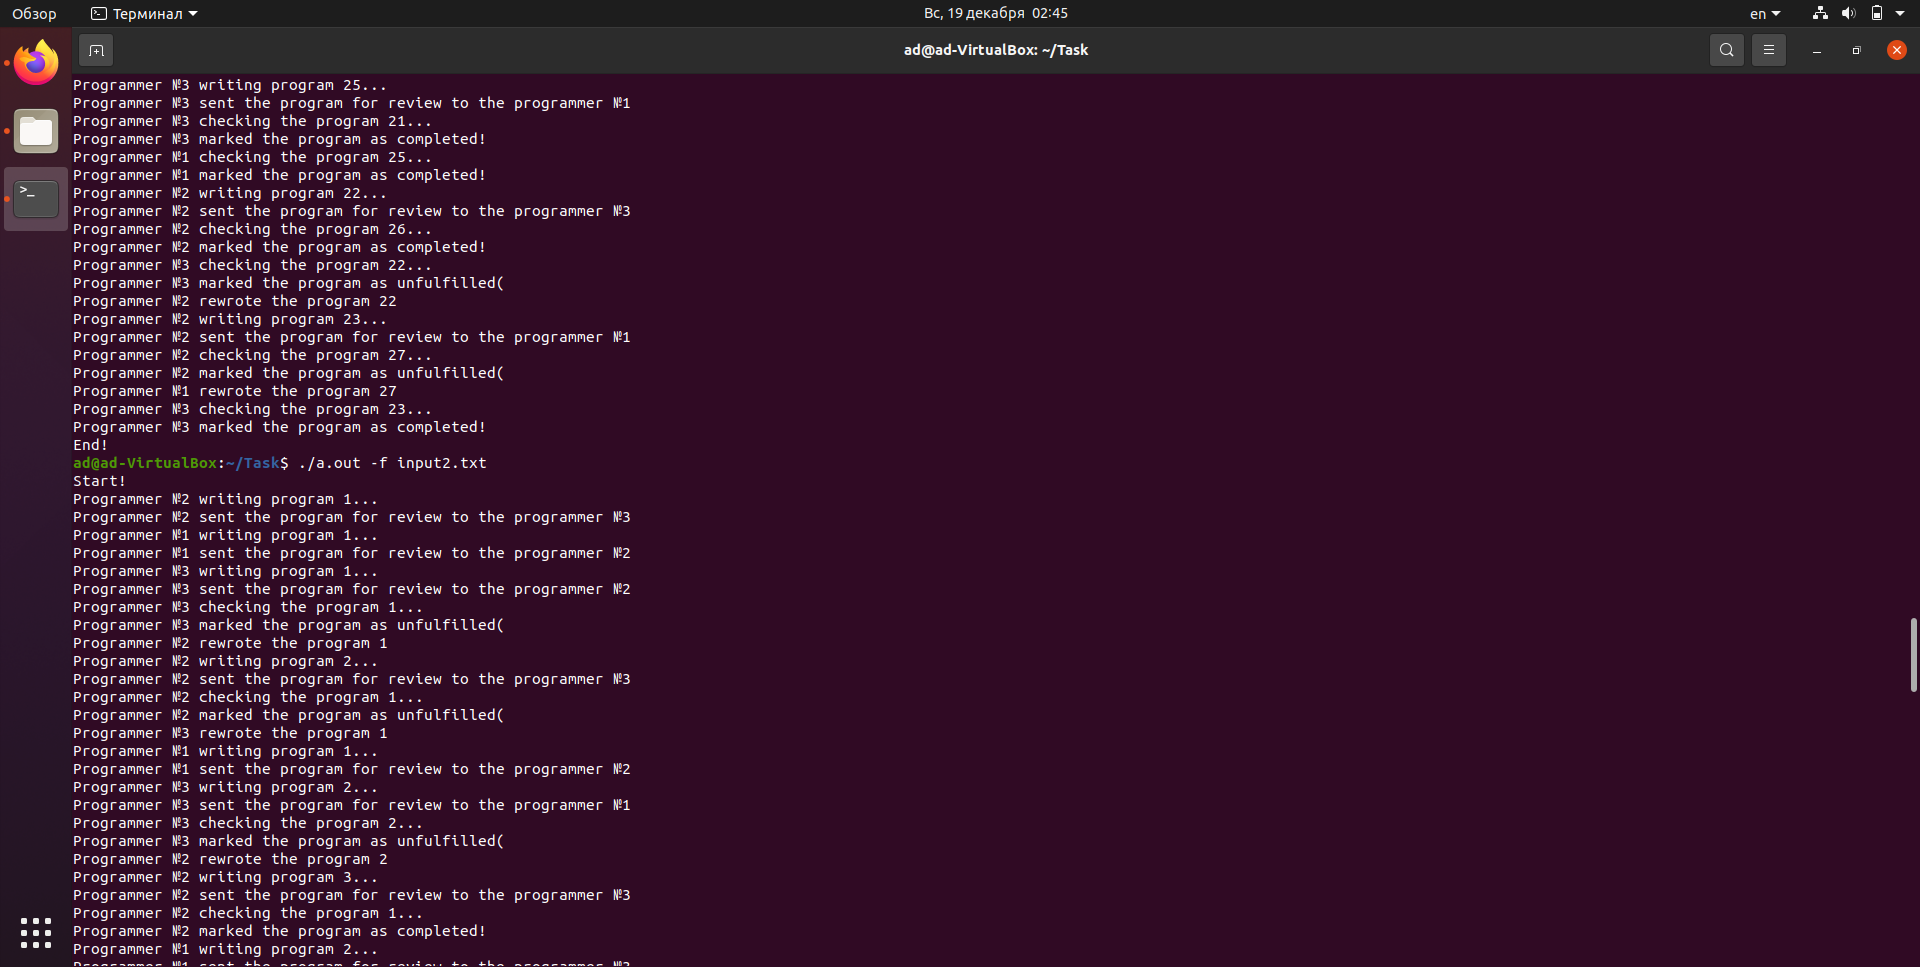 Обзор
Терминал
Вс, 19 декабря 02:45
en
ad@ad-VirtualBox: ~/Task
Programmer №3 writing program 25...
Programmer №3 sent the program for review to the programmer №1
Programmer №3 checking the program 21...
Programmer №3 marked the program as completed!
Programmer №1 checking the program 25...
Programmer №1 marked the program as completed!
Programmer №2 writing program 22...
Programmer №2 sent the program for review to the programmer №3
Programmer №2 checking the program 26...
Programmer №2 marked the program as completed!
Programmer №3 checking the program 22...
Programmer №3 marked the program as unfulfilled(
Programmer №2 rewrote the program 22
Programmer №2 writing program 23...
Programmer №2 sent the program for review to the programmer №1
Programmer №2 checking the program 27...
Programmer №2 marked the program as unfulfilled(
Programmer №1 rewrote the program 27
Programmer №3 checking the program 23...
Programmer №3 marked the program as completed!
End!
ad@ad-VirtualBox:~/Task$ ./a.out -f input2.txt
Start!
Programmer №2 writing program 1...
Programmer №2 sent the program for review to the programmer №3
Programmer №1 writing program 1...
Programmer №1 sent the program for review to the programmer №2
Programmer №3 writing program 1...
Programmer №3 sent the program for review to the programmer №2
Programmer №3 checking the program 1...
Programmer №3 marked the program as unfulfilled(
Programmer №2 rewrote the program 1
Programmer №2 writing program 2...
Programmer №2 sent the program for review to the programmer №3
Programmer №2 checking the program 1...
Programmer №2 marked the program as unfulfilled(
Programmer №3 rewrote the program 1
Programmer №1 writing program 1...
Programmer №1 sent the program for review to the programmer №2
Programmer №3 writing program 2...
Programmer №3 sent the program for review to the programmer №1
Programmer №3 checking the program 2...
Programmer №3 marked the program as unfulfilled(
Programmer №2 rewrote the program 2
Programmer №2 writing program 3...
Programmer №2 sent the program for review to the programmer №3
Programmer №2 checking the program 1...
Programmer №2 marked the program as completed!
Programmer №1 writing program 2...
Programmer №1 sent the program for review to the programmer